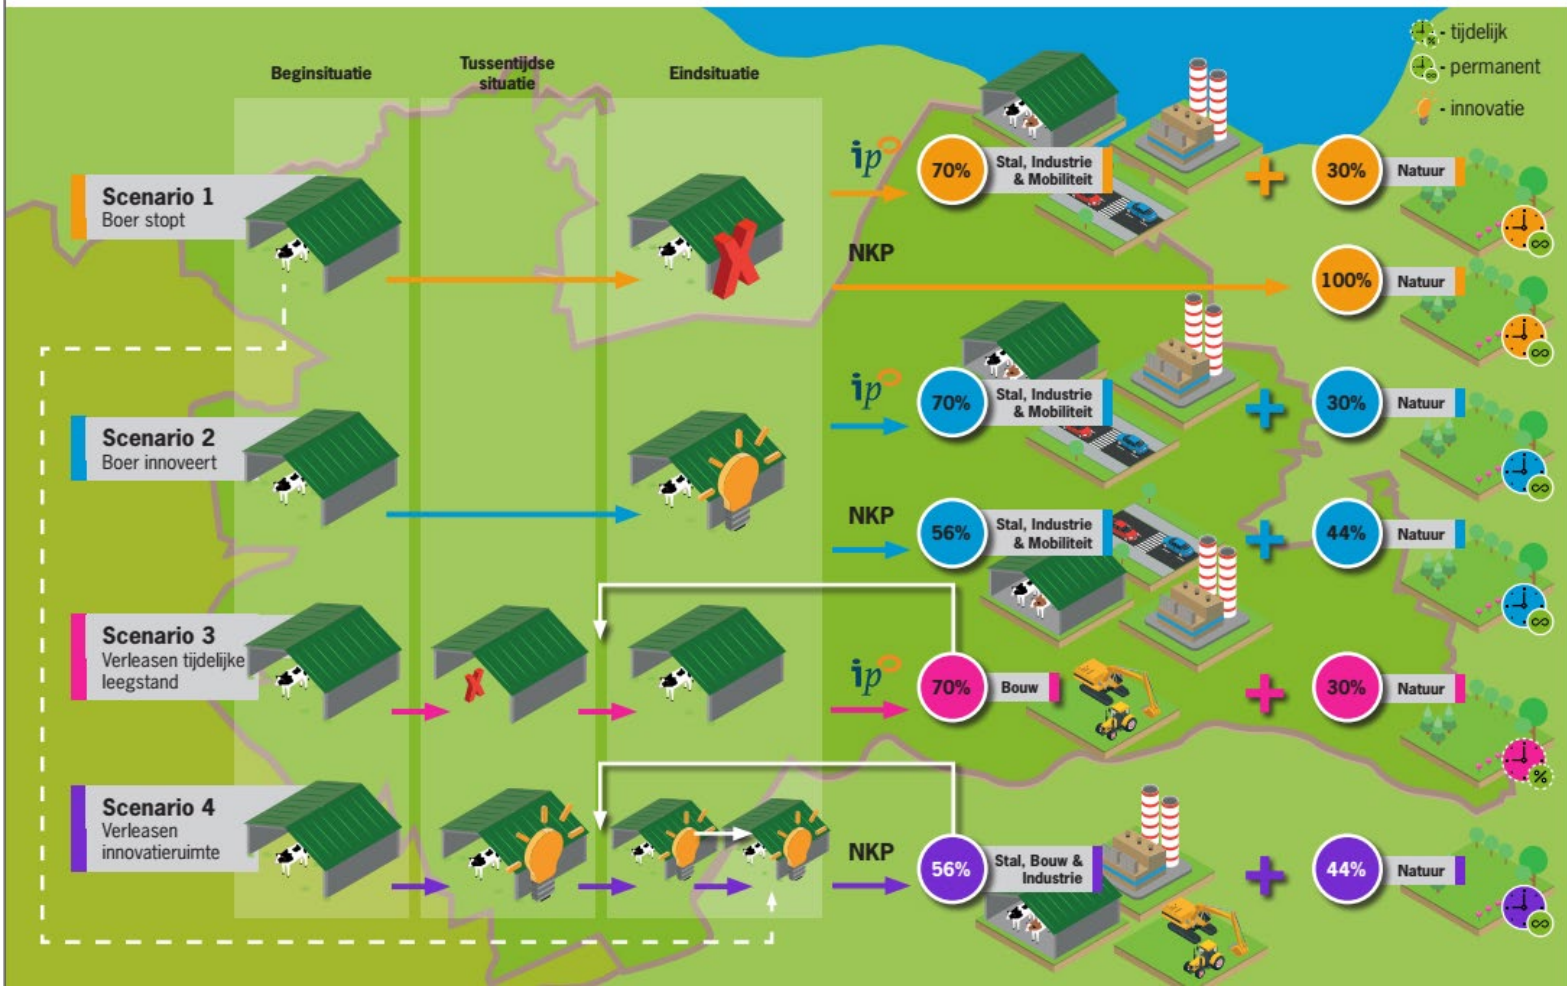 - tijdelijk
- permanent
- innovatie
Beginsituatie
Tussentijdse
situatie
Eindsituatie
Scenario 1
Boer stopt
ipo
70%
Stal, Industrie
& Mobiliteit
+
30%
Natuur
∞
NKP
100%
Natuur
∞
Scenario 2
Boer innoveert
ipo
70%
Stal, Industrie
& Mobiliteit
+
30%
Natuur
∞
NKP
56%
Stal, Industrie
& Mobiliteit
+
44%
Natuur
∞
Scenario 3
Verleasen tijdelijke
leegstand
ipo
70%
Bouw
+
30%
Natuur
%
Scenario 4
Verleasen
innovatieruimte
NKP
56%
Stal, Bouw &
Industrie
+
44%
Natuur
∞